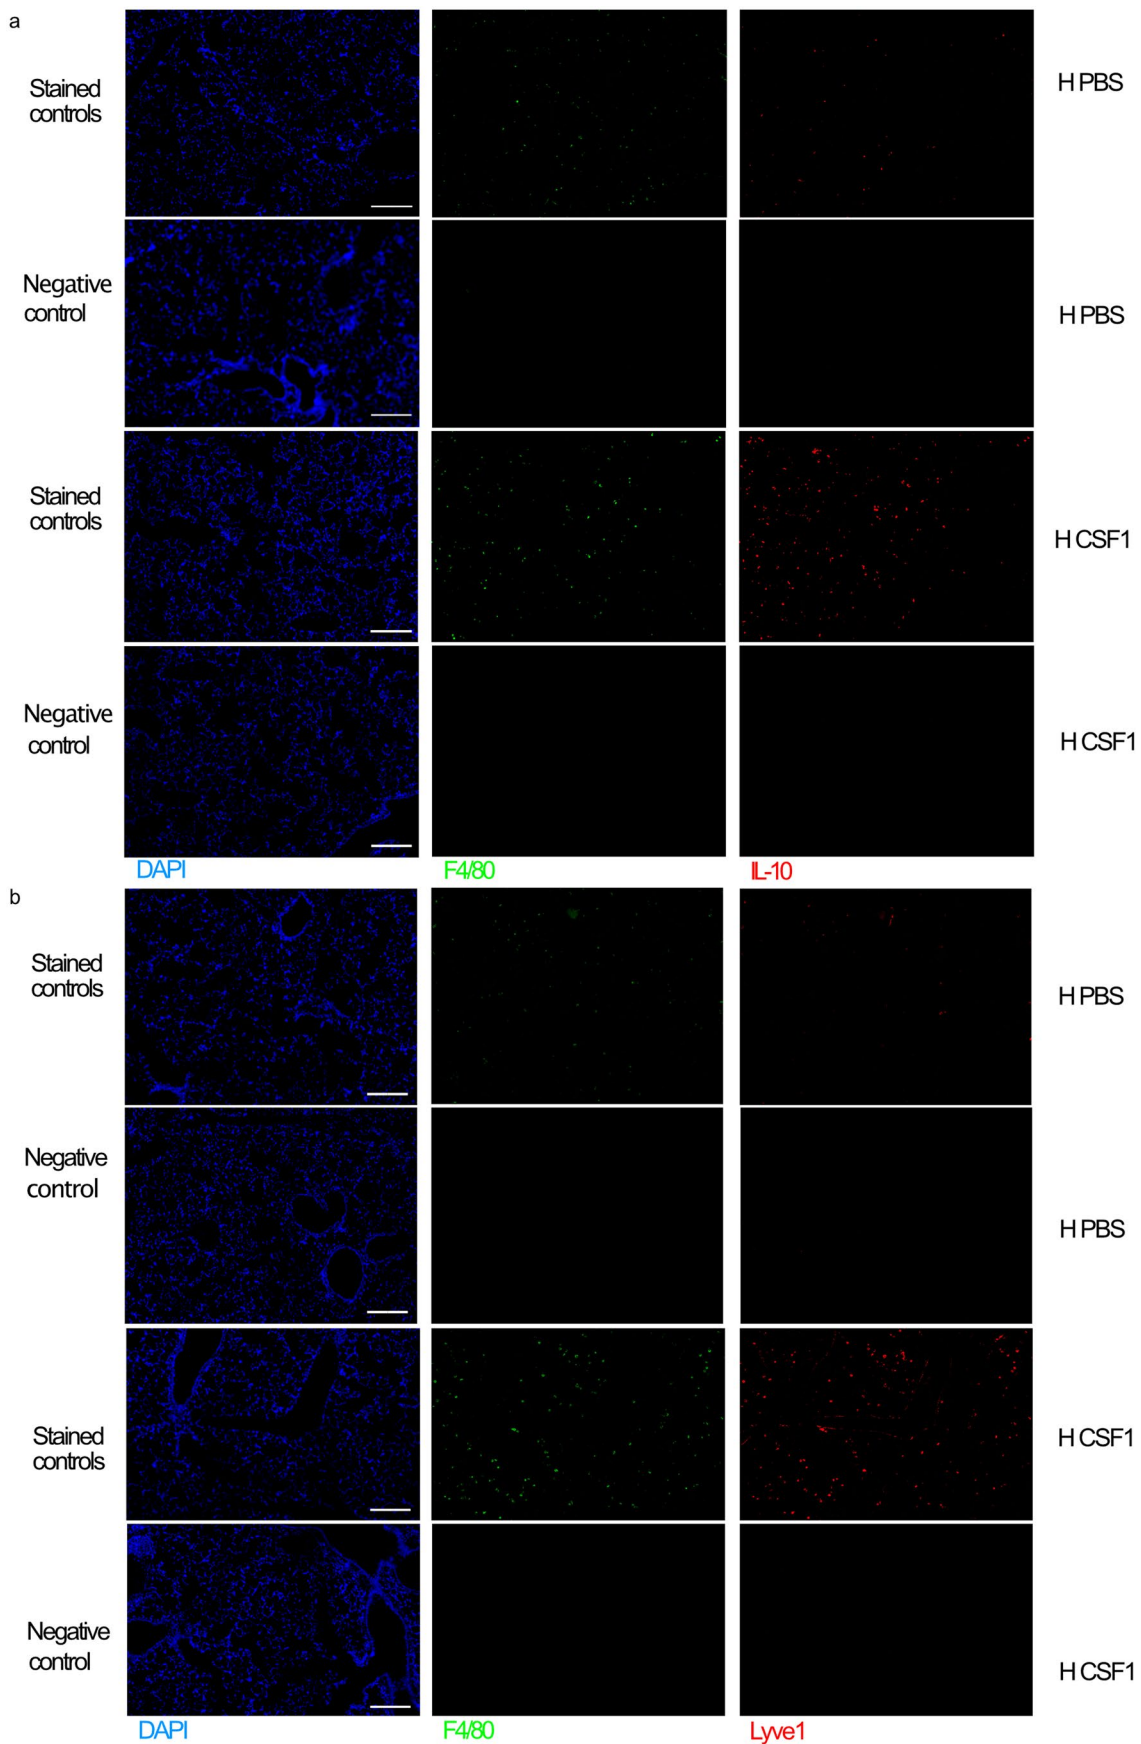 a
Stained
controls
H PBS
Negative
control
H PBS
Stained
controls
H CSF1
Negative
control
H CSF1
DAPI
F4/80
IL-10
b
Stained
controls
H PBS
Negative
control
H PBS
Stained
controls
H CSF1
Negative
control
H CSF1
DAPI
F4/80
Lyve1